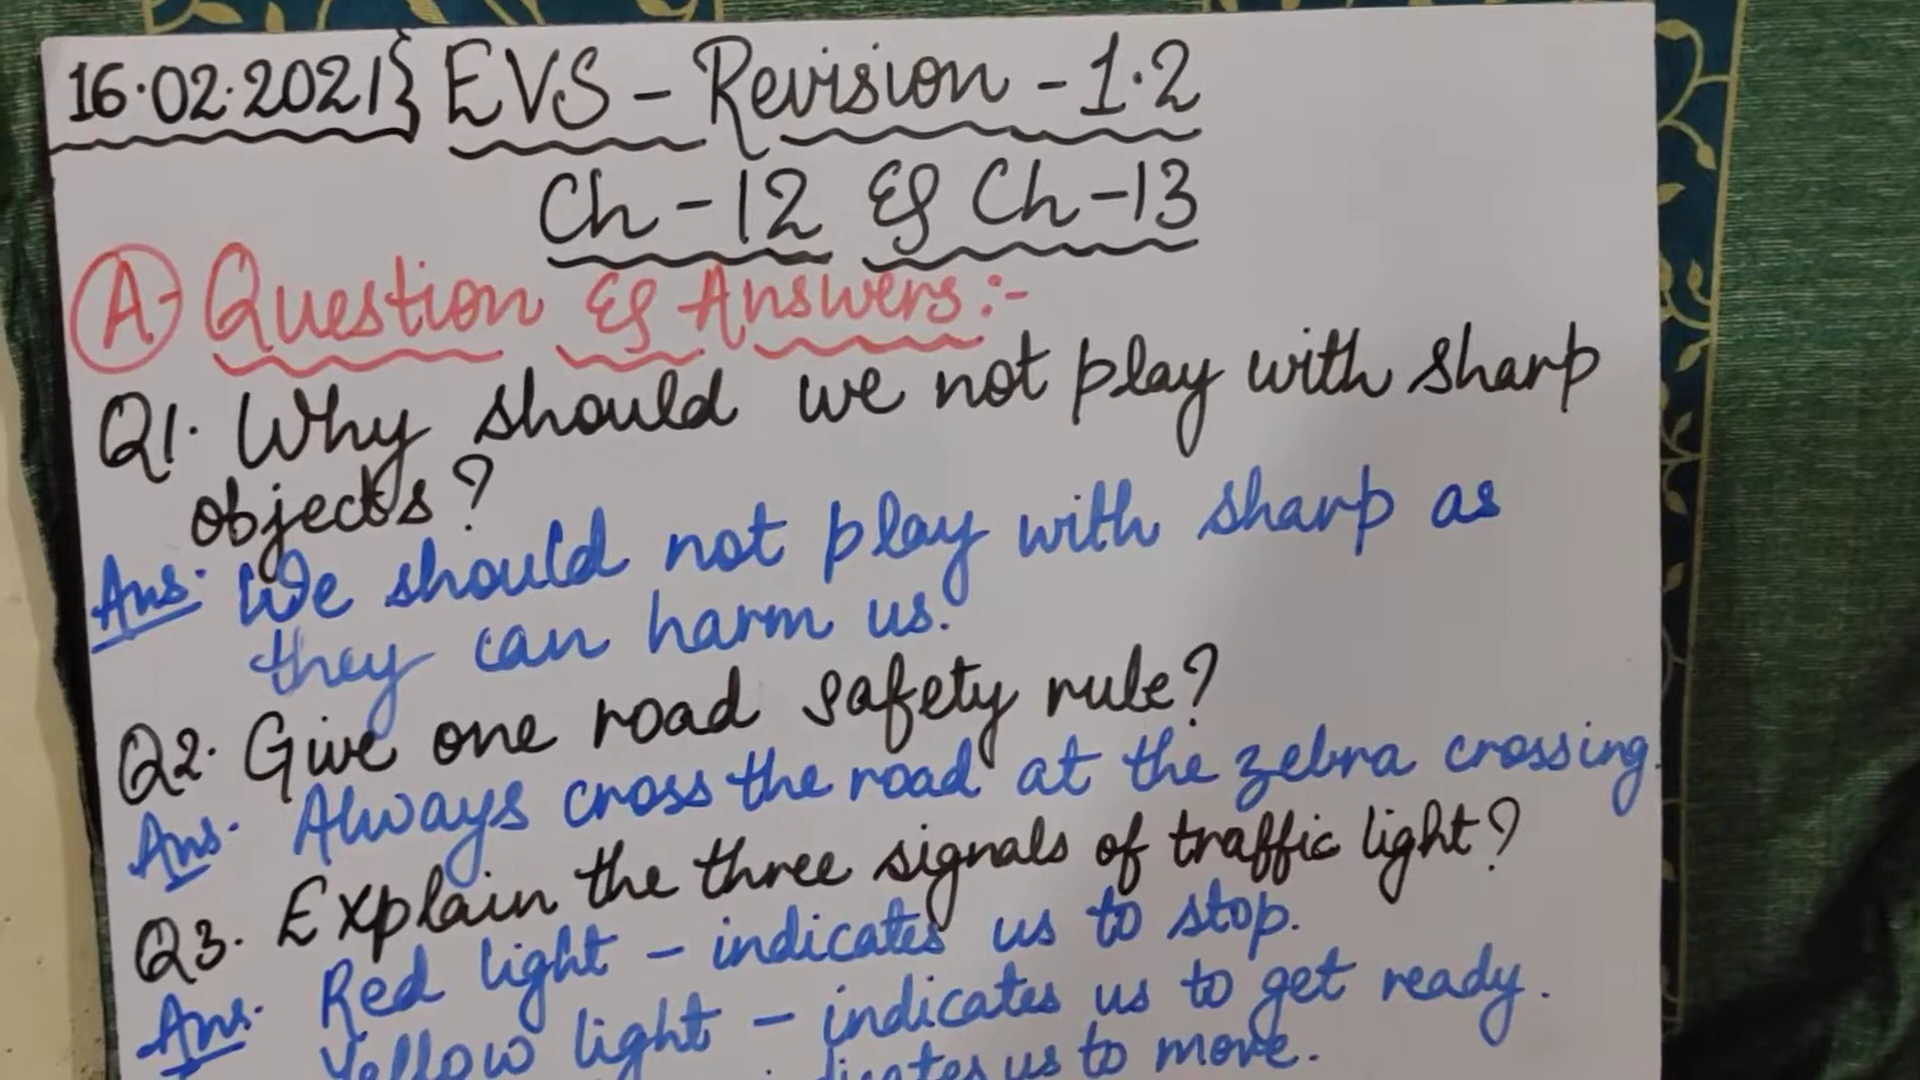 16.02.2021} EVS - Revision - 1.2
Ch - 12 & Ch - 13
A- Question & Answers:-
Q1. Why should we not play with sharp
objects?
Ans: We should not play with sharp as
they can harm us.
Q2. Give one road safety rule?
Ans. Always cross the road at the zebra crossing.
Q3. Explain the three signals of traffic light?
Ans. Red light - indicates us to stop.
Yellow light - indicates us to get ready.
us to move.